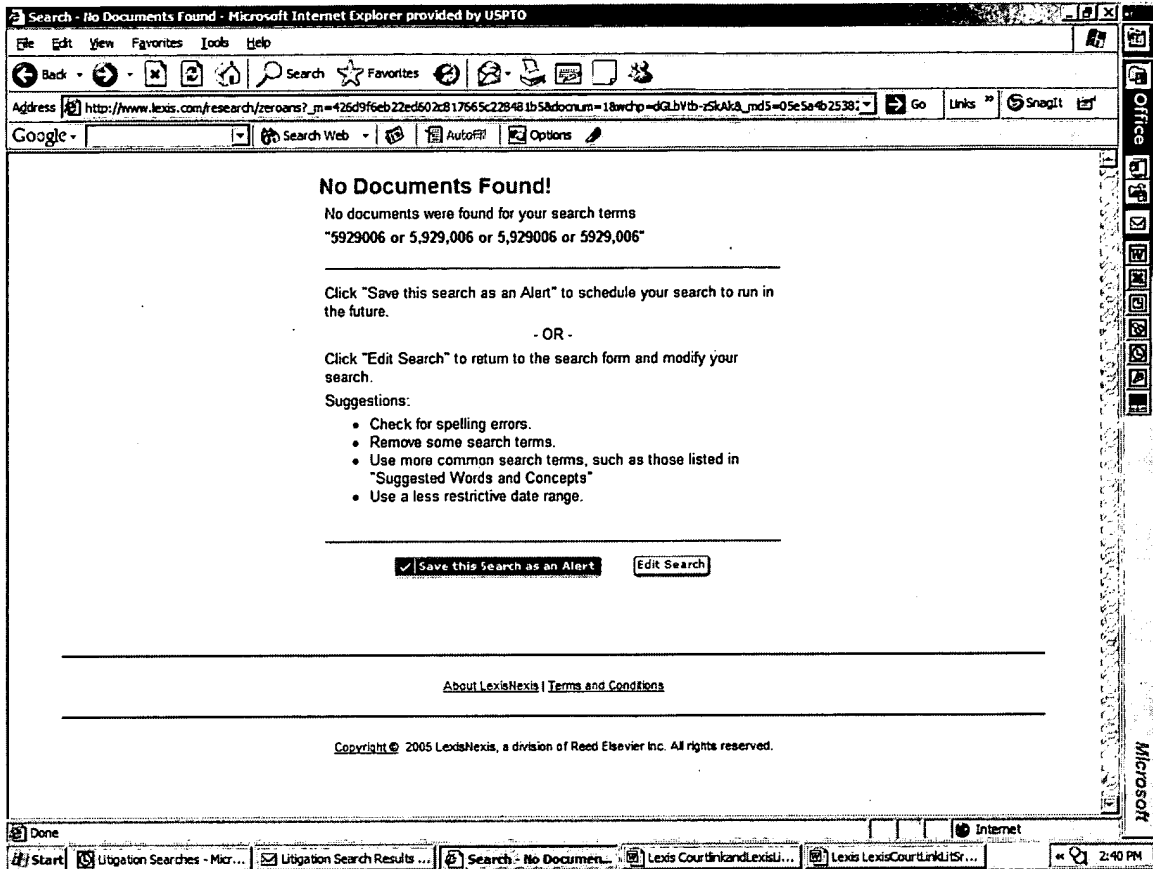 Search - No Documents Found - Microsoft Internet Explorer provided by USPTO
File Edit View Favorites Tools Help
Back Search Favorites
Address http://www.lexis.com/research/zeroans?_m=426d9f6eb22ed602c817665c228481b5&docnum=1&wchp=dGLbVtb-zSkAk&_md5=05e5a4b2538 Go Links » SnagIt
Google - Search Web - AutoFill Options
Office
No Documents Found!
No documents were found for your search terms
"5929006 or 5,929,006 or 5,929006 or 5929,006"
Click "Save this search as an Alert" to schedule your search to run in
the future.
- OR -
Click "Edit Search" to return to the search form and modify your
search.
Suggestions:
• Check for spelling errors.
• Remove some search terms.
• Use more common search terms, such as those listed in
"Suggested Words and Concepts"
• Use a less restrictive date range.
Save this Search as an Alert Edit Search
About LexisNexis | Terms and Conditions
Copyright © 2005 LexisNexis, a division of Reed Elsevier Inc. All rights reserved.
Microsoft
Done Internet
Start Litigation Searches - Micr... Litigation Search Results ... Search - No Documen... Lexis CourtlinkandLexisLi... Lexis LexisCourtLinkLitSr... « 2:40 PM